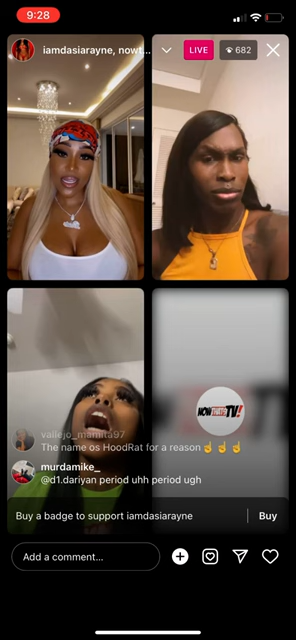 9:28
iamdasiarayne, nowt...
LIVE
682
NOW THATS TV!
vallejo_mamita97
The name os HoodRat for a reason☝️☝️☝️
murdamike_
@d1.dariyan period uhh period ugh
Buy a badge to support iamdasiarayne
Buy
Add a comment...